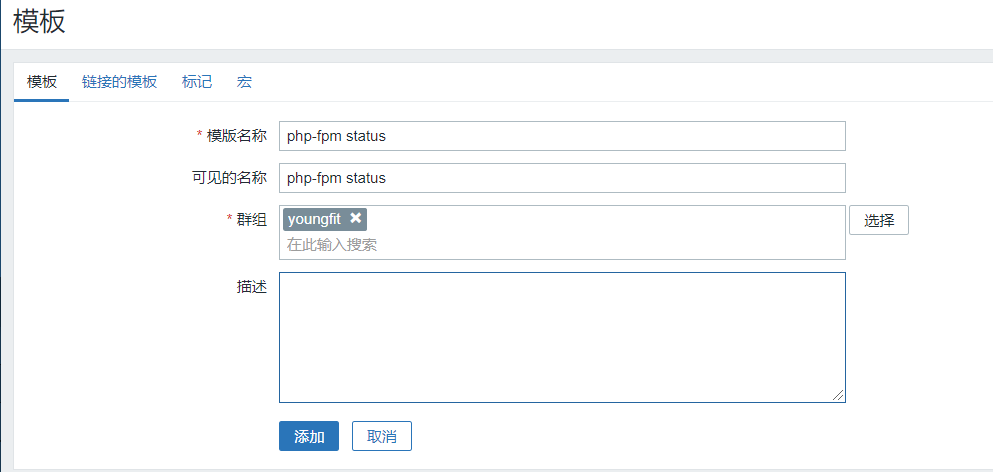 模板
模板 链接的模板 标记 宏
* 模版名称 php-fpm status
可见的名称 php-fpm status
* 群组 youngfit 选择
在此输入搜索
描述
添加 取消